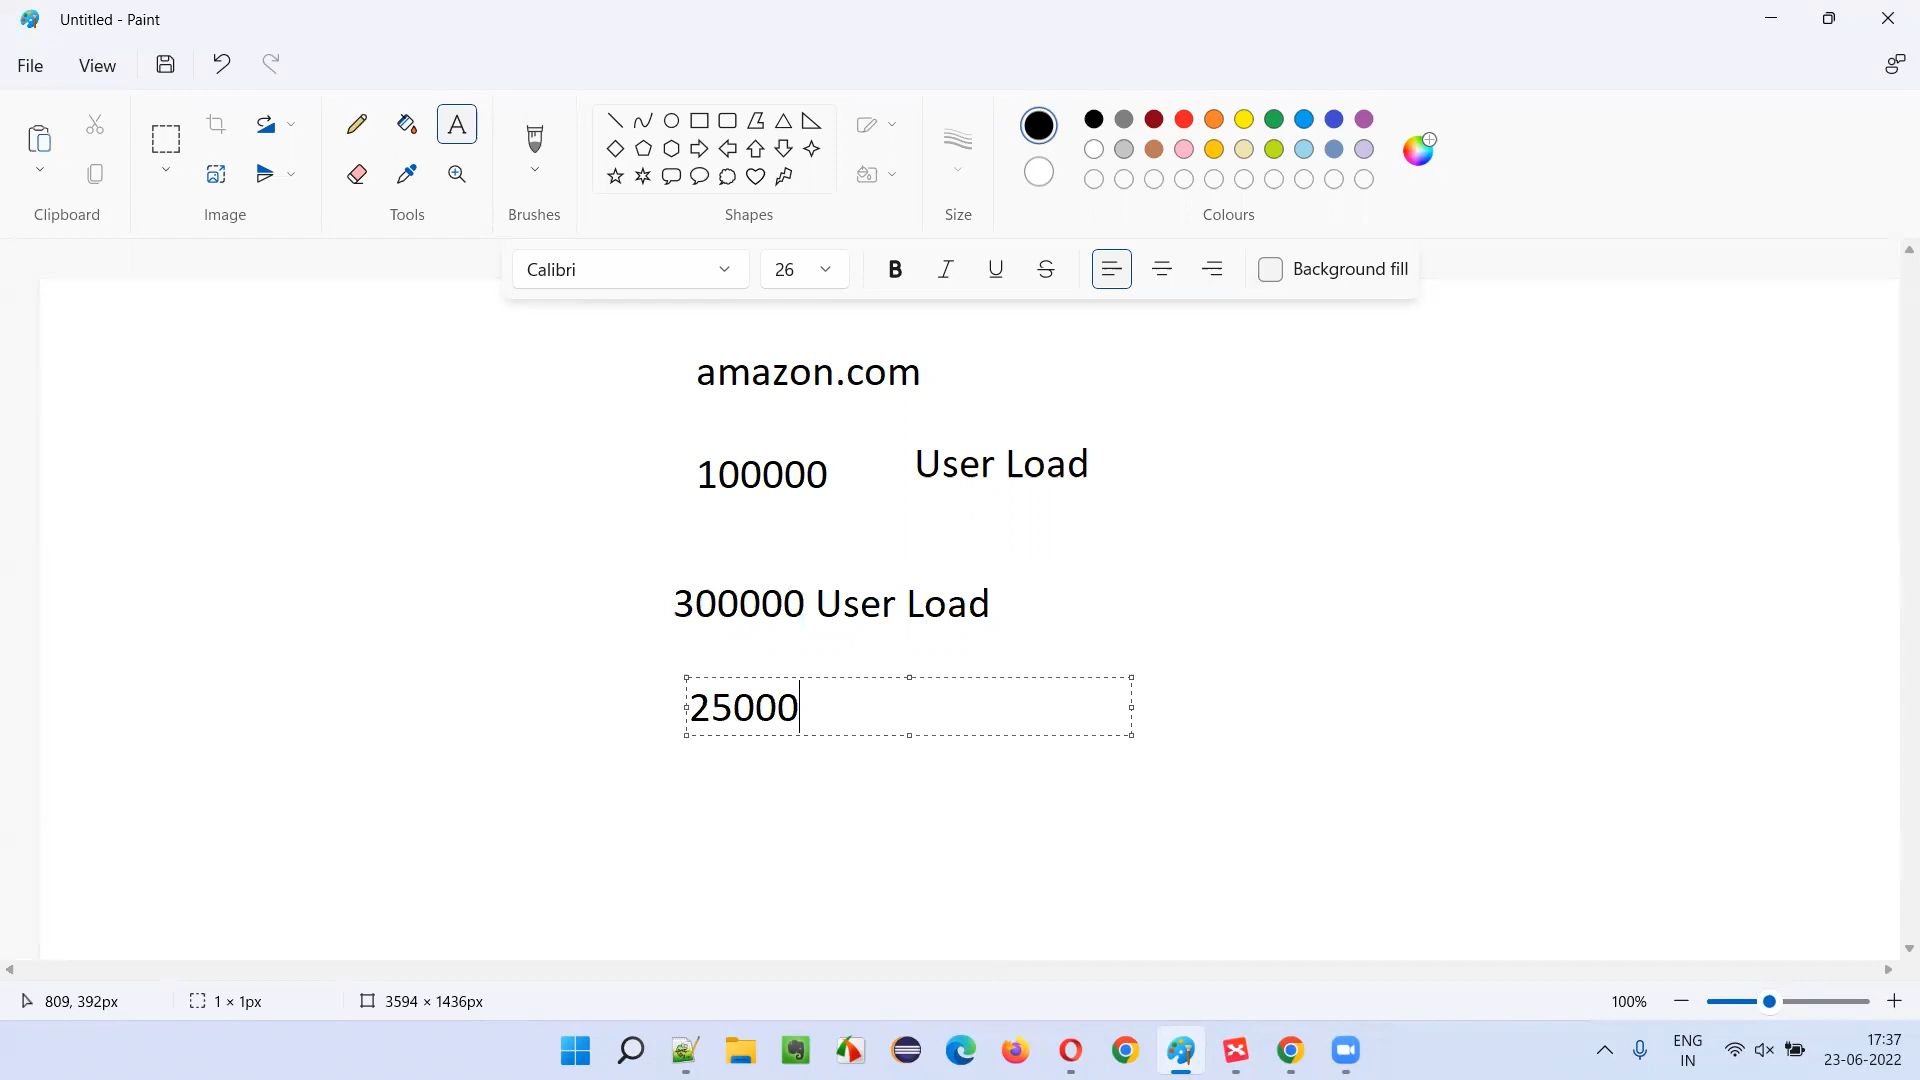 Untitled - Paint
File View
Clipboard Image Tools Brushes Shapes Size Colours
Calibri 26 B I U S Background fill
amazon.com
100000 User Load
300000 User Load
25000
809, 392px 1 × 1px 3594 × 1436px 100%
ENG 17:37
IN 23-06-2022